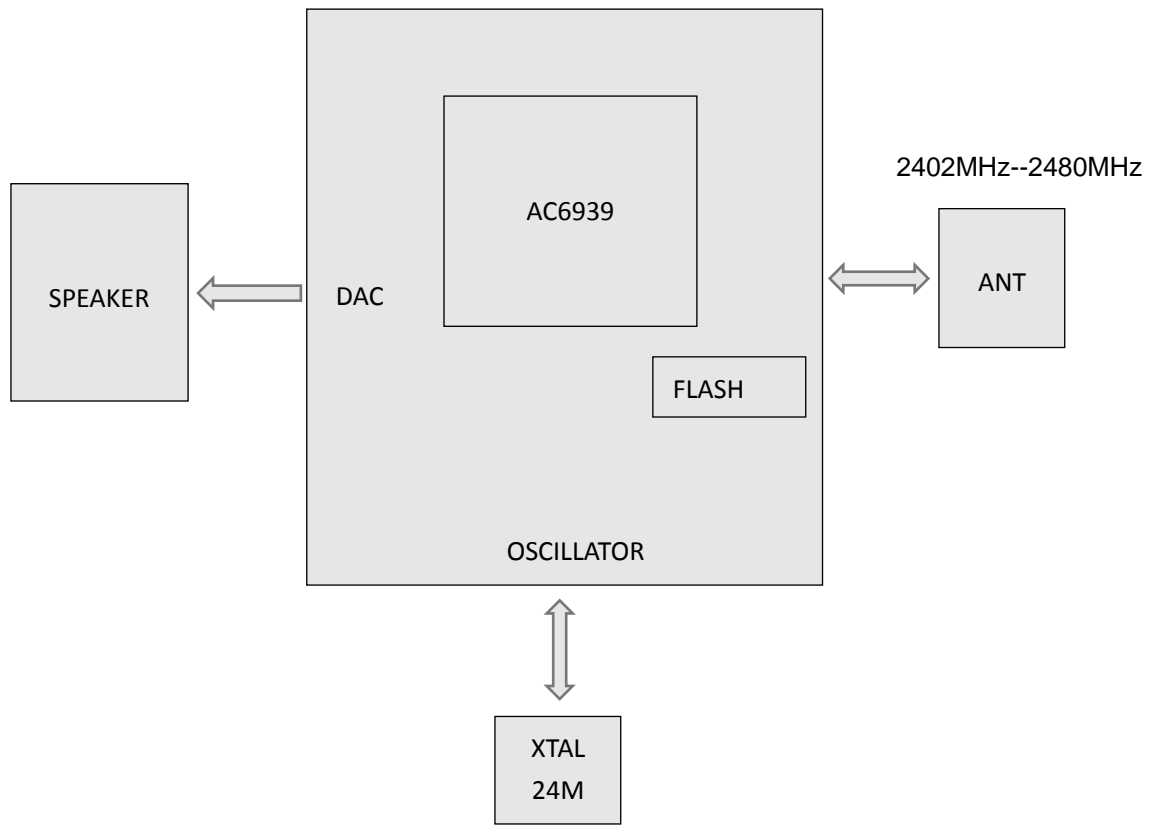 2402MHz--2480MHz
AC6939
SPEAKER
DAC
ANT
FLASH
OSCILLATOR
XTAL
24M